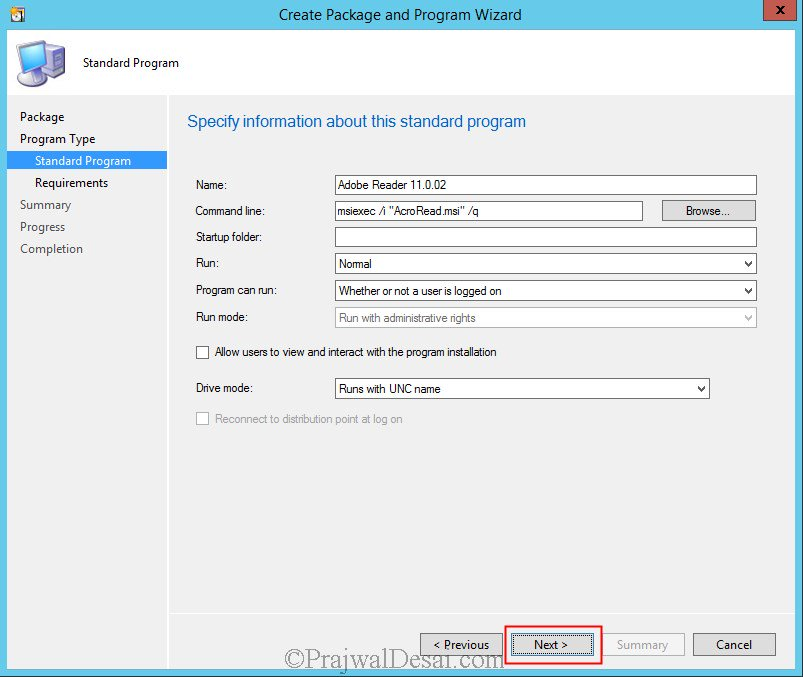 Create Package and Program Wizard
x
Standard Program
Package
Program Type
Standard Program
Requirements
Summary
Progress
Completion
Specify information about this standard program
Name: Adobe Reader 11.0.02
Command line: msiexec /i "AcroRead.msi" /q Browse...
Startup folder:
Run: Normal
Program can run: Whether or not a user is logged on
Run mode: Run with administrative rights
Allow users to view and interact with the program installation
Drive mode: Runs with UNC name
Reconnect to distribution point at log on
< Previous Next > Summary Cancel
©PrajwalDesai.com